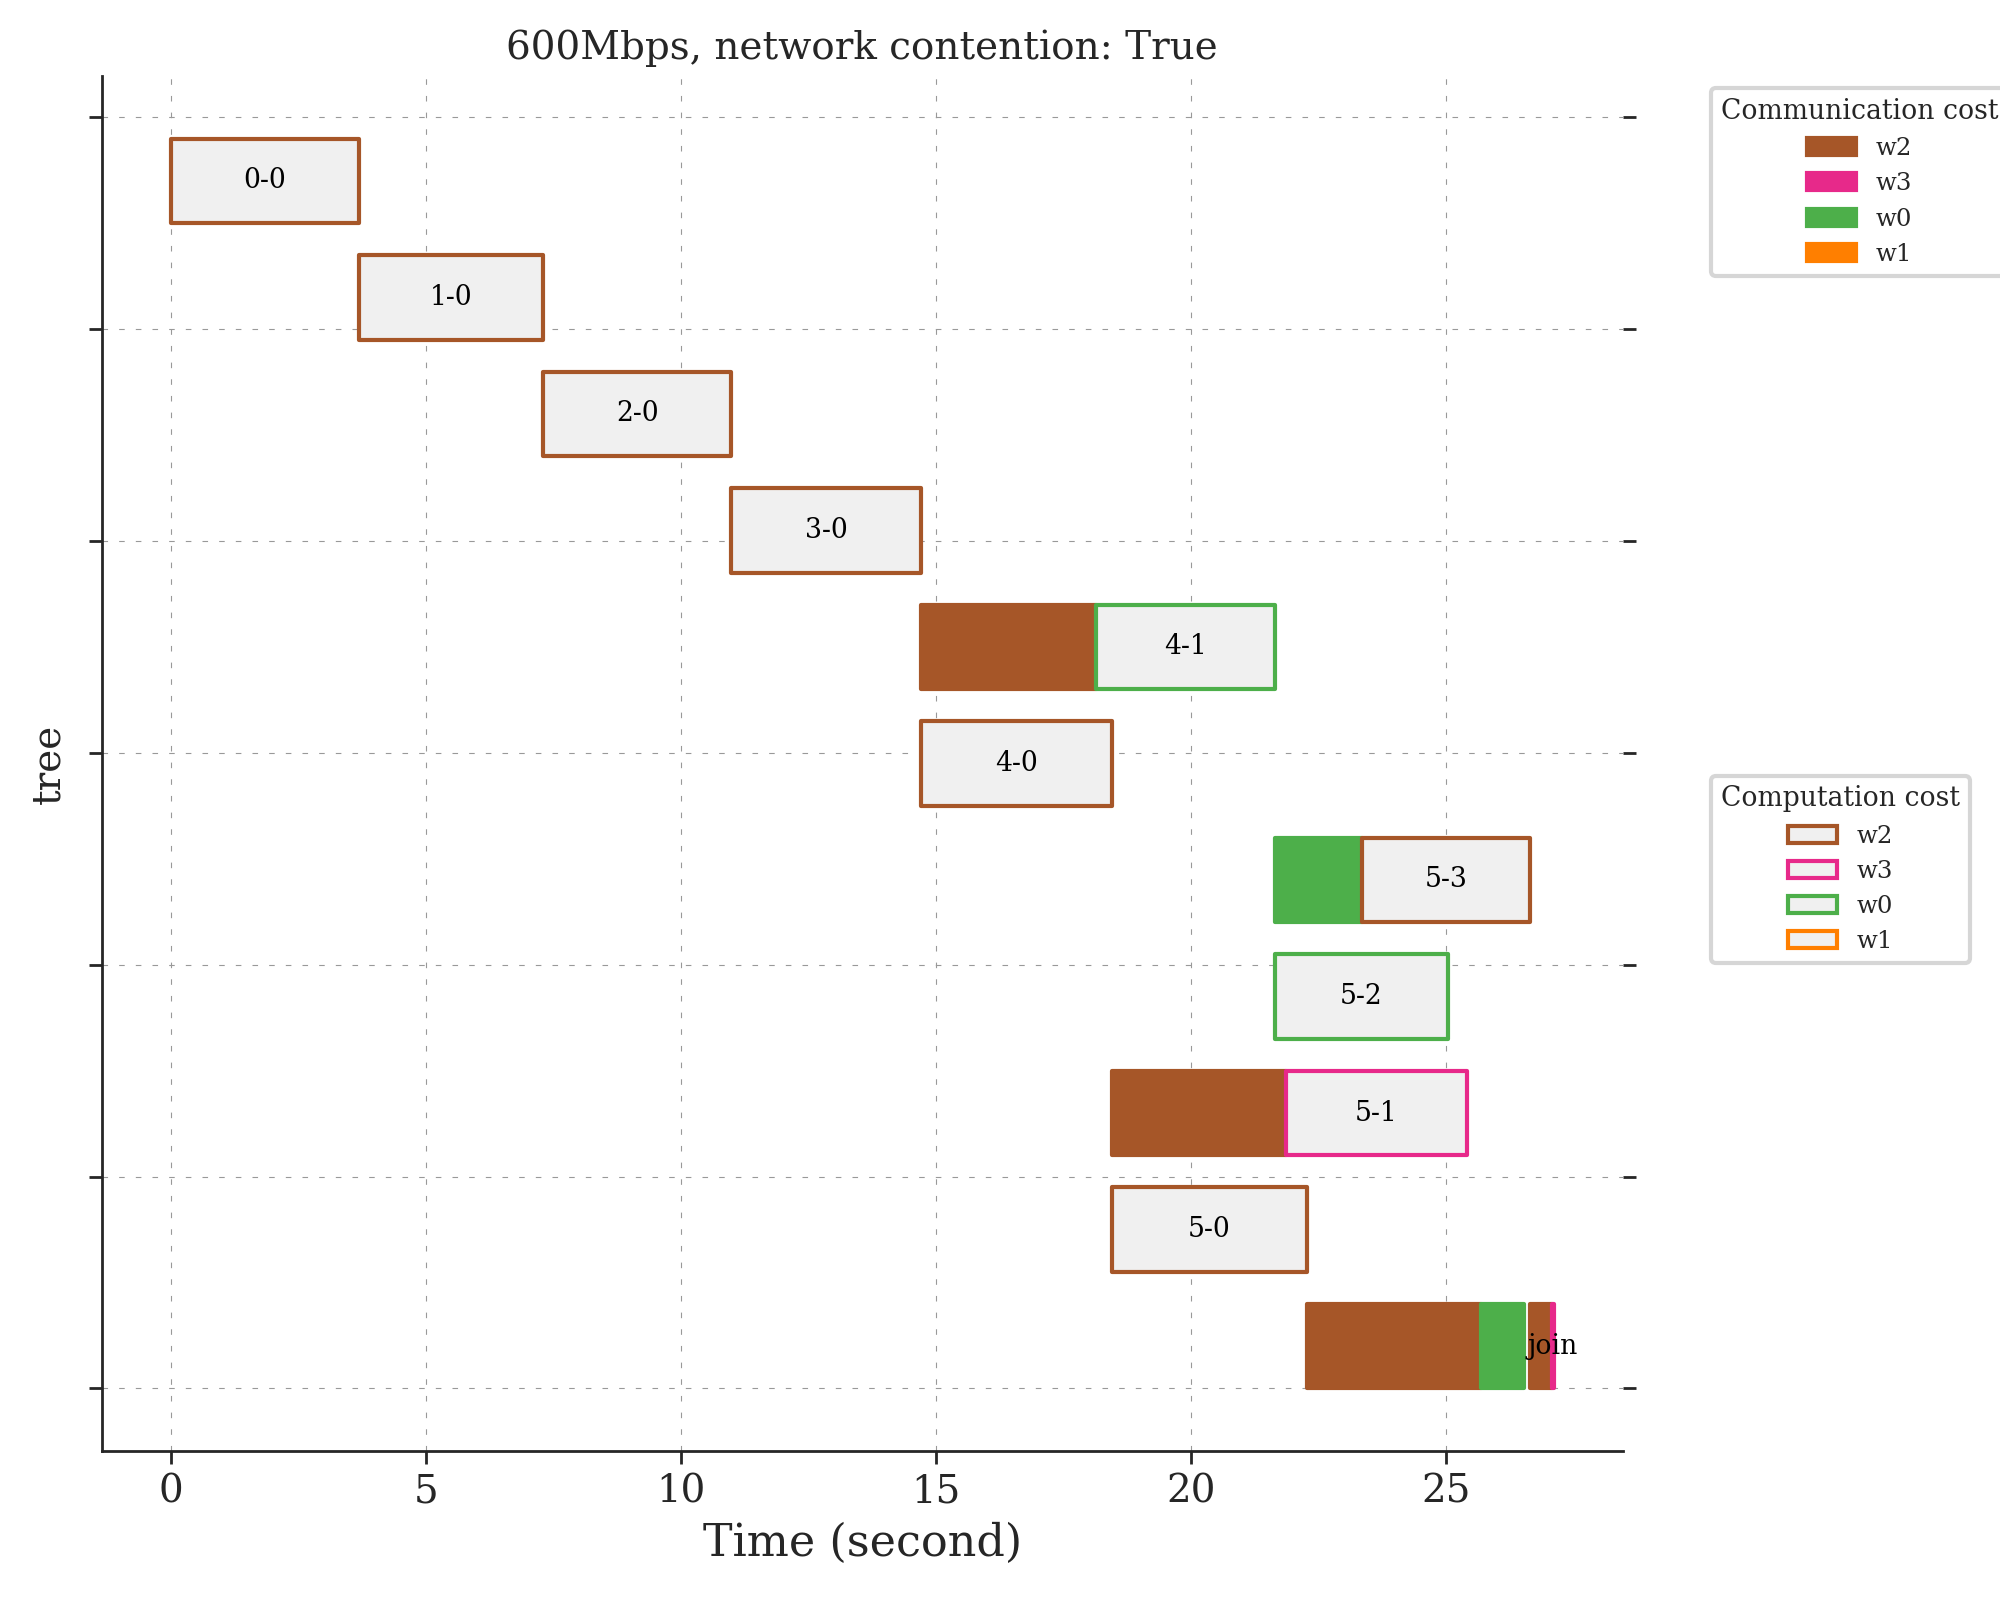 600Mbps, network contention: True
Communication cost
w2
w3
w0
w1
0-0
1-0
2-0
3-0
4-1
4-0
5-3
5-2
5-1
5-0
join
tree
Computation cost
w2
w3
w0
w1
0 5 10 15 20 25
Time (second)